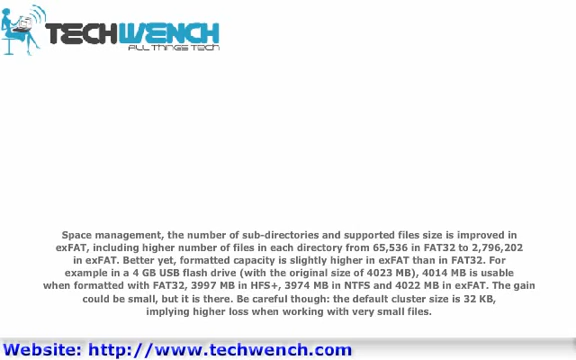 TECHWENCH
ALL THINGS TECH
Space management, the number of sub-directories and supported files size is improved in
exFAT, including higher number of files in each directory from 65,536 in FAT32 to 2,796,202
in exFAT. Better yet, formatted capacity is slightly higher in exFAT than in FAT32. For
example in a 4 GB USB flash drive (with the original size of 4023 MB), 4014 MB is usable
when formatted with FAT32, 3997 MB in HFS+, 3974 MB in NTFS and 4022 MB in exFAT. The gain
could be small, but it is there. Be careful though: the default cluster size is 32 KB,
implying higher loss when working with very small files.
Website: http://www.techwench.com